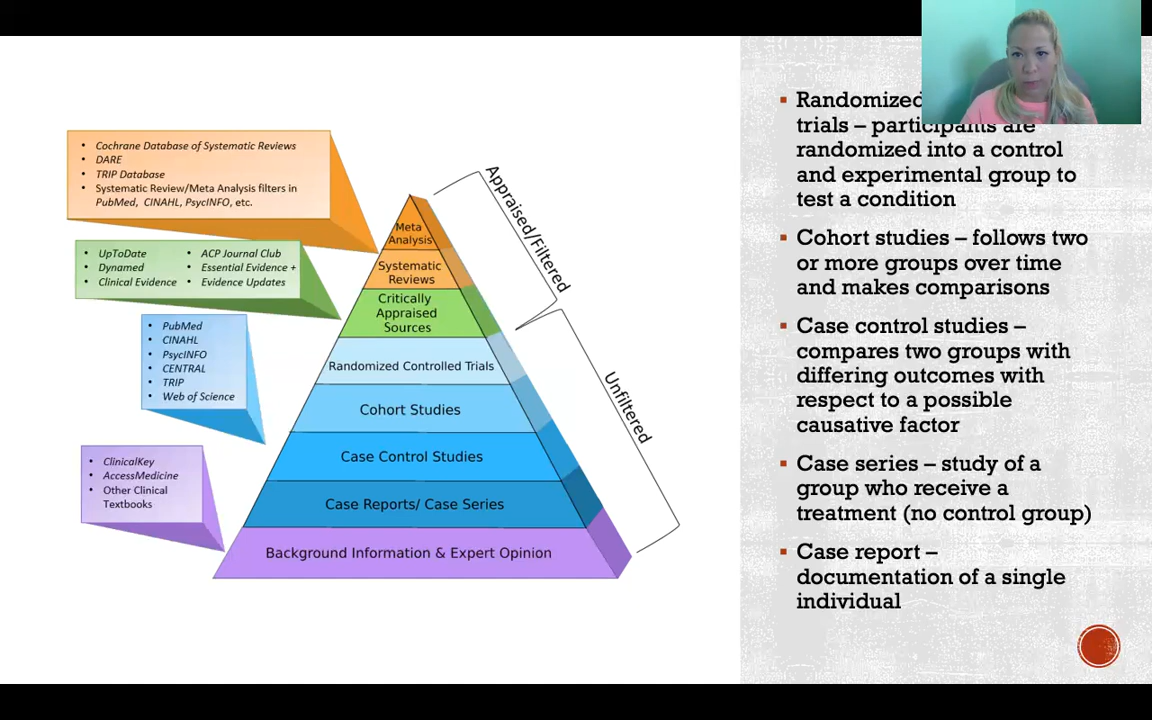 • Cochrane Database of Systematic Reviews
• DARE
• TRIP Database
• Systematic Review/Meta Analysis filters in
PubMed, CINAHL, PsycINFO, etc.
• UpToDate
• Dynamed
• Clinical Evidence
• ACP Journal Club
• Essential Evidence +
• Evidence Updates
• PubMed
• CINAHL
• PsycINFO
• CENTRAL
• TRIP
• Web of Science
• ClinicalKey
• AccessMedicine
• Other Clinical
Textbooks
Meta
Analysis
Systematic
Reviews
Critically
Appraised
Sources
Randomized Controlled Trials
Cohort Studies
Case Control Studies
Case Reports/ Case Series
Background Information & Expert Opinion
Appraised/Filtered
Unfiltered
▪ Randomized
trials – participants are
randomized into a control
and experimental group to
test a condition
▪ Cohort studies – follows two
or more groups over time
and makes comparisons
▪ Case control studies –
compares two groups with
differing outcomes with
respect to a possible
causative factor
▪ Case series – study of a
group who receive a
treatment (no control group)
▪ Case report –
documentation of a single
individual